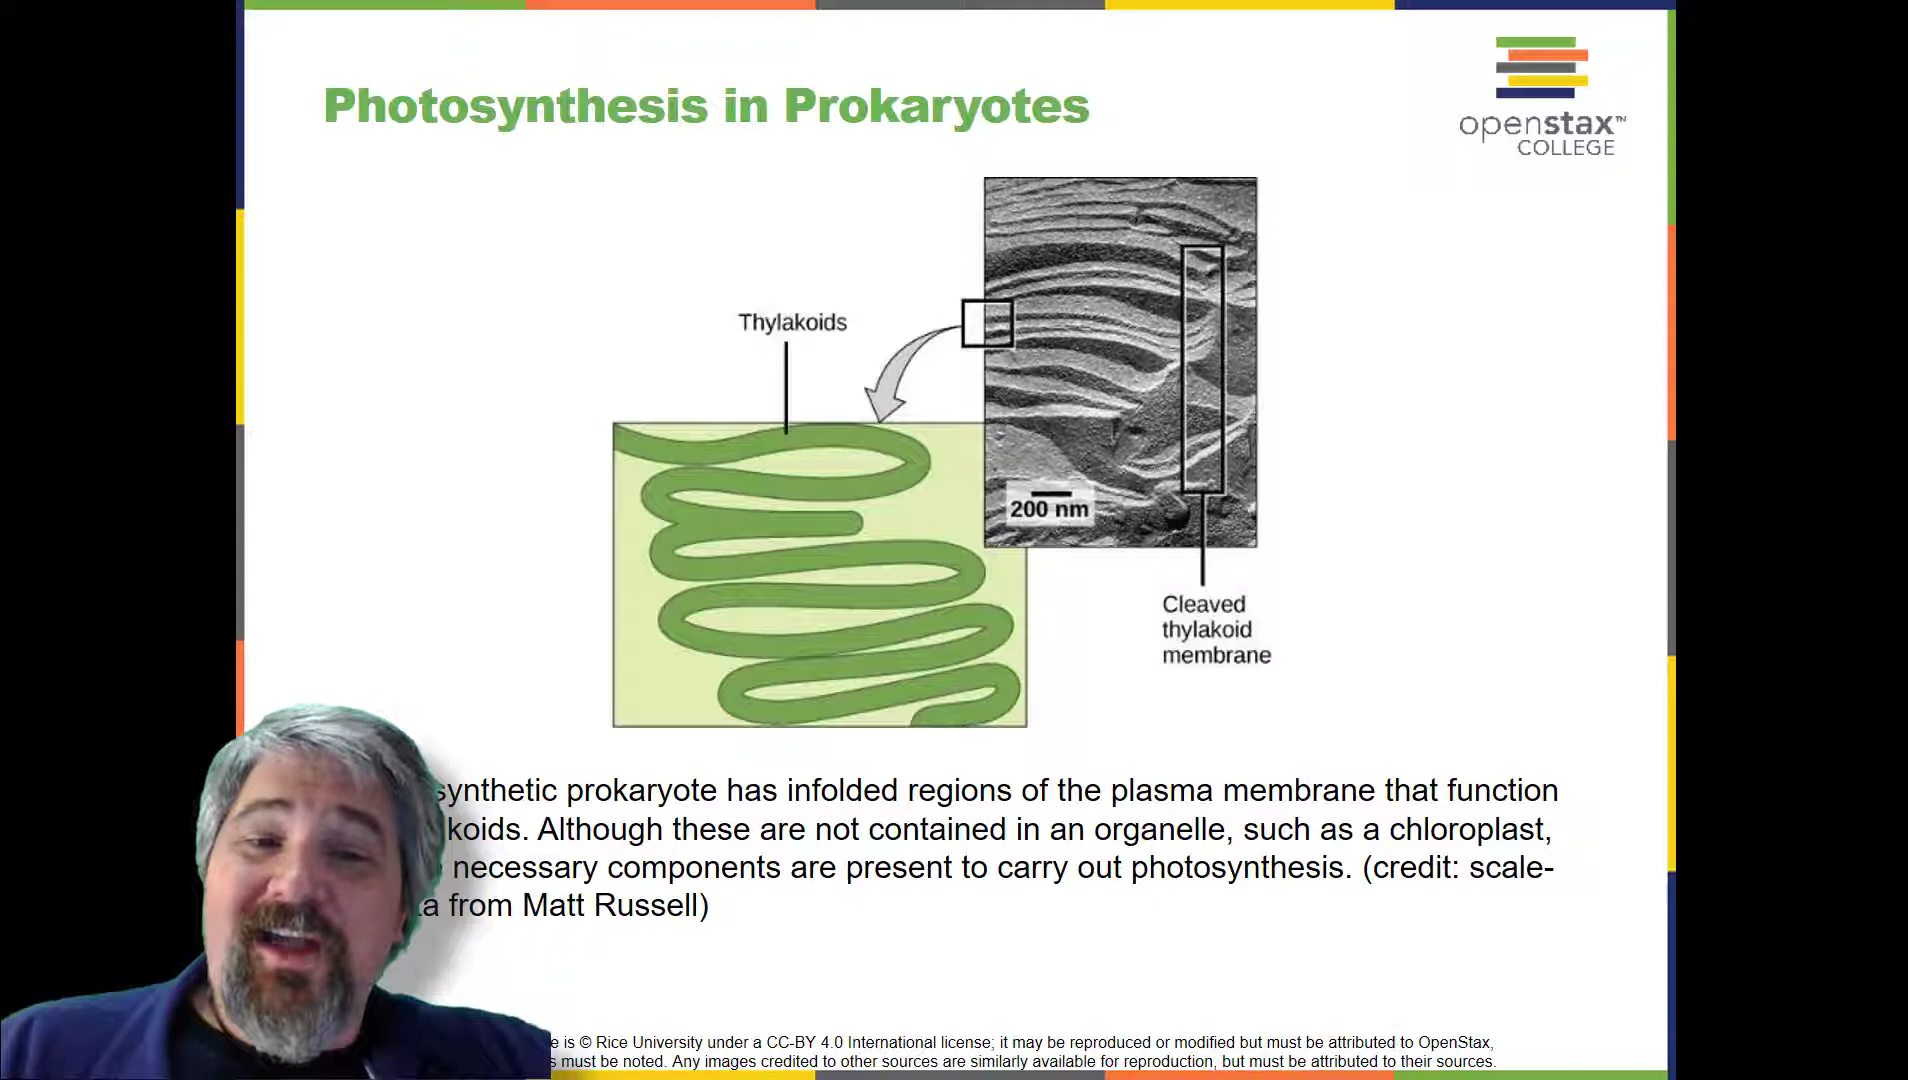 Photosynthesis in Prokaryotes
openstax™
COLLEGE
Thylakoids
200 nm
Cleaved
thylakoid
membrane
prokaryote has infolded regions of the plasma membrane that function
Although these are not contained in an organelle, such as a chloroplast,
necessary components are present to carry out photosynthesis. (credit: scale-
from Matt Russell)
is © Rice University under a CC-BY 4.0 International license; it may be reproduced or modified but must be attributed to OpenStax,
must be noted. Any images credited to other sources are similarly available for reproduction, but must be attributed to their sources.